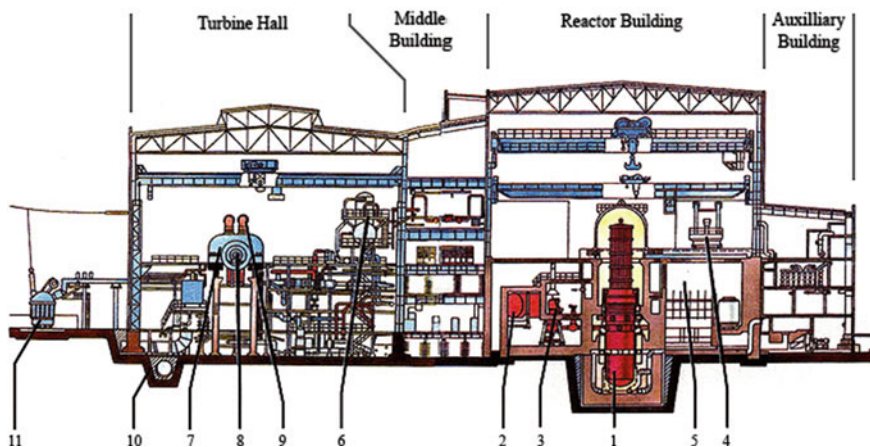 Turbine Hall
Middle
Building
Reactor Building
Auxilliary
Building
11 10 7 8 9 6 2 3 1 5 4